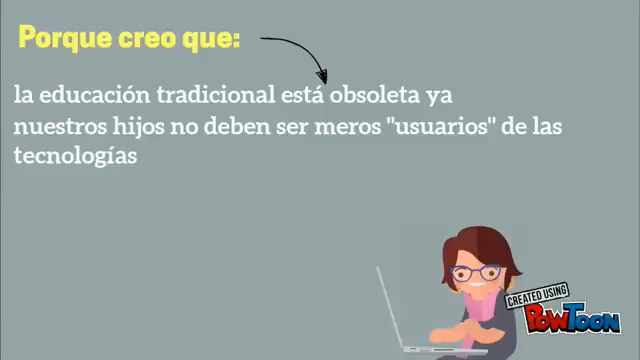 Porque creo que:
la educación tradicional está obsoleta ya
nuestros hijos no deben ser meros "usuarios" de las
tecnologías
CREATED USING
POWTOON